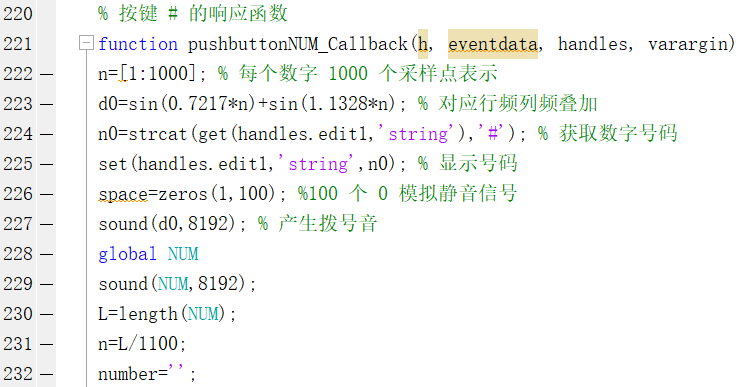 220 % 按键 # 的响应函数
221 function pushbuttonNUM_Callback(h, eventdata, handles, varargin)
222 — n=[1:1000]; % 每个数字 1000 个采样点表示
223 — d0=sin(0.7217*n)+sin(1.1328*n); % 对应行频列频叠加
224 — n0=strcat(get(handles.edit1,'string'),'#'); % 获取数字号码
225 — set(handles.edit1,'string',n0); % 显示号码
226 — space=zeros(1,100); %100 个 0 模拟静音信号
227 — sound(d0,8192); % 产生拨号音
228 — global NUM
229 — sound(NUM,8192);
230 — L=length(NUM);
231 — n=L/1100;
232 — number='';